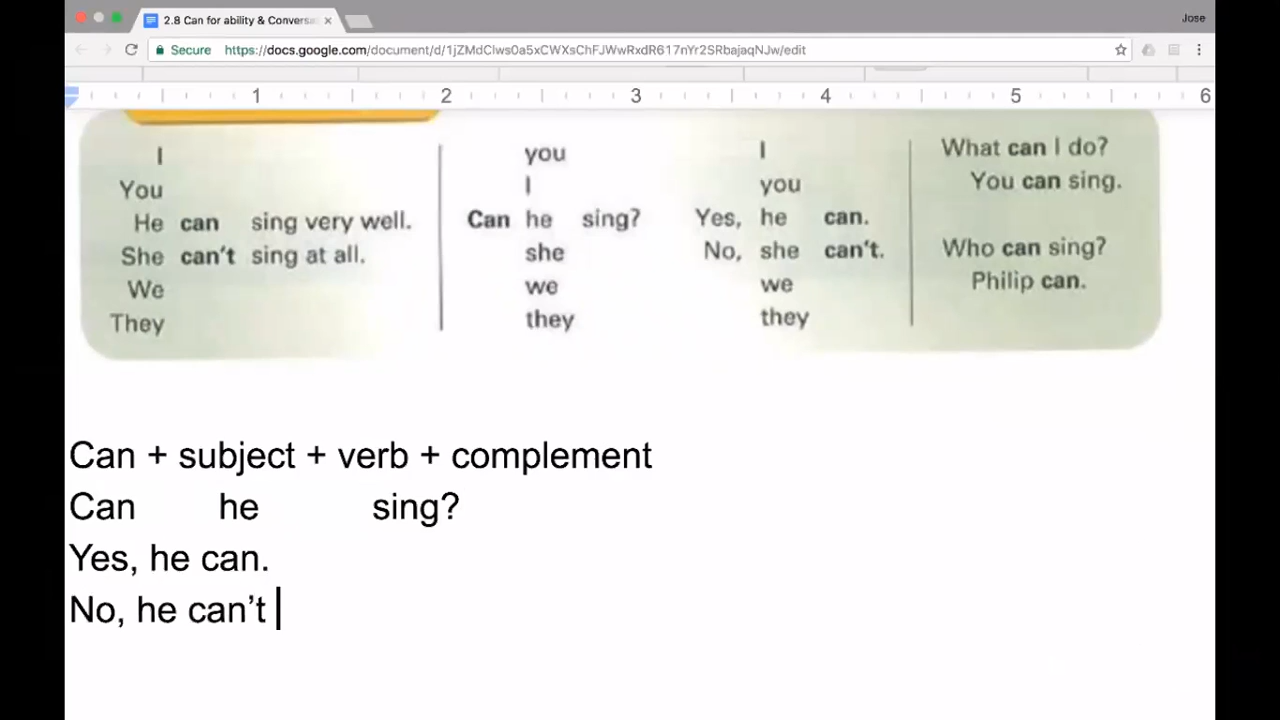 2.8 Can for ability & Conversa
Jose
Secure https://docs.google.com/document/d/1jZMdCiws0a5xCWXsChFJWwRxdR617nYr2SRbajaqNJw/edit
1 2 3 4 5 6
I
You
He can sing very well.
She can't sing at all.
We
They
you
I
Can he sing?
she
we
they
I
you
Yes, he can.
No, she can't.
we
they
What can I do?
You can sing.
Who can sing?
Philip can.
Can + subject + verb + complement
Can he sing?
Yes, he can.
No, he can’t